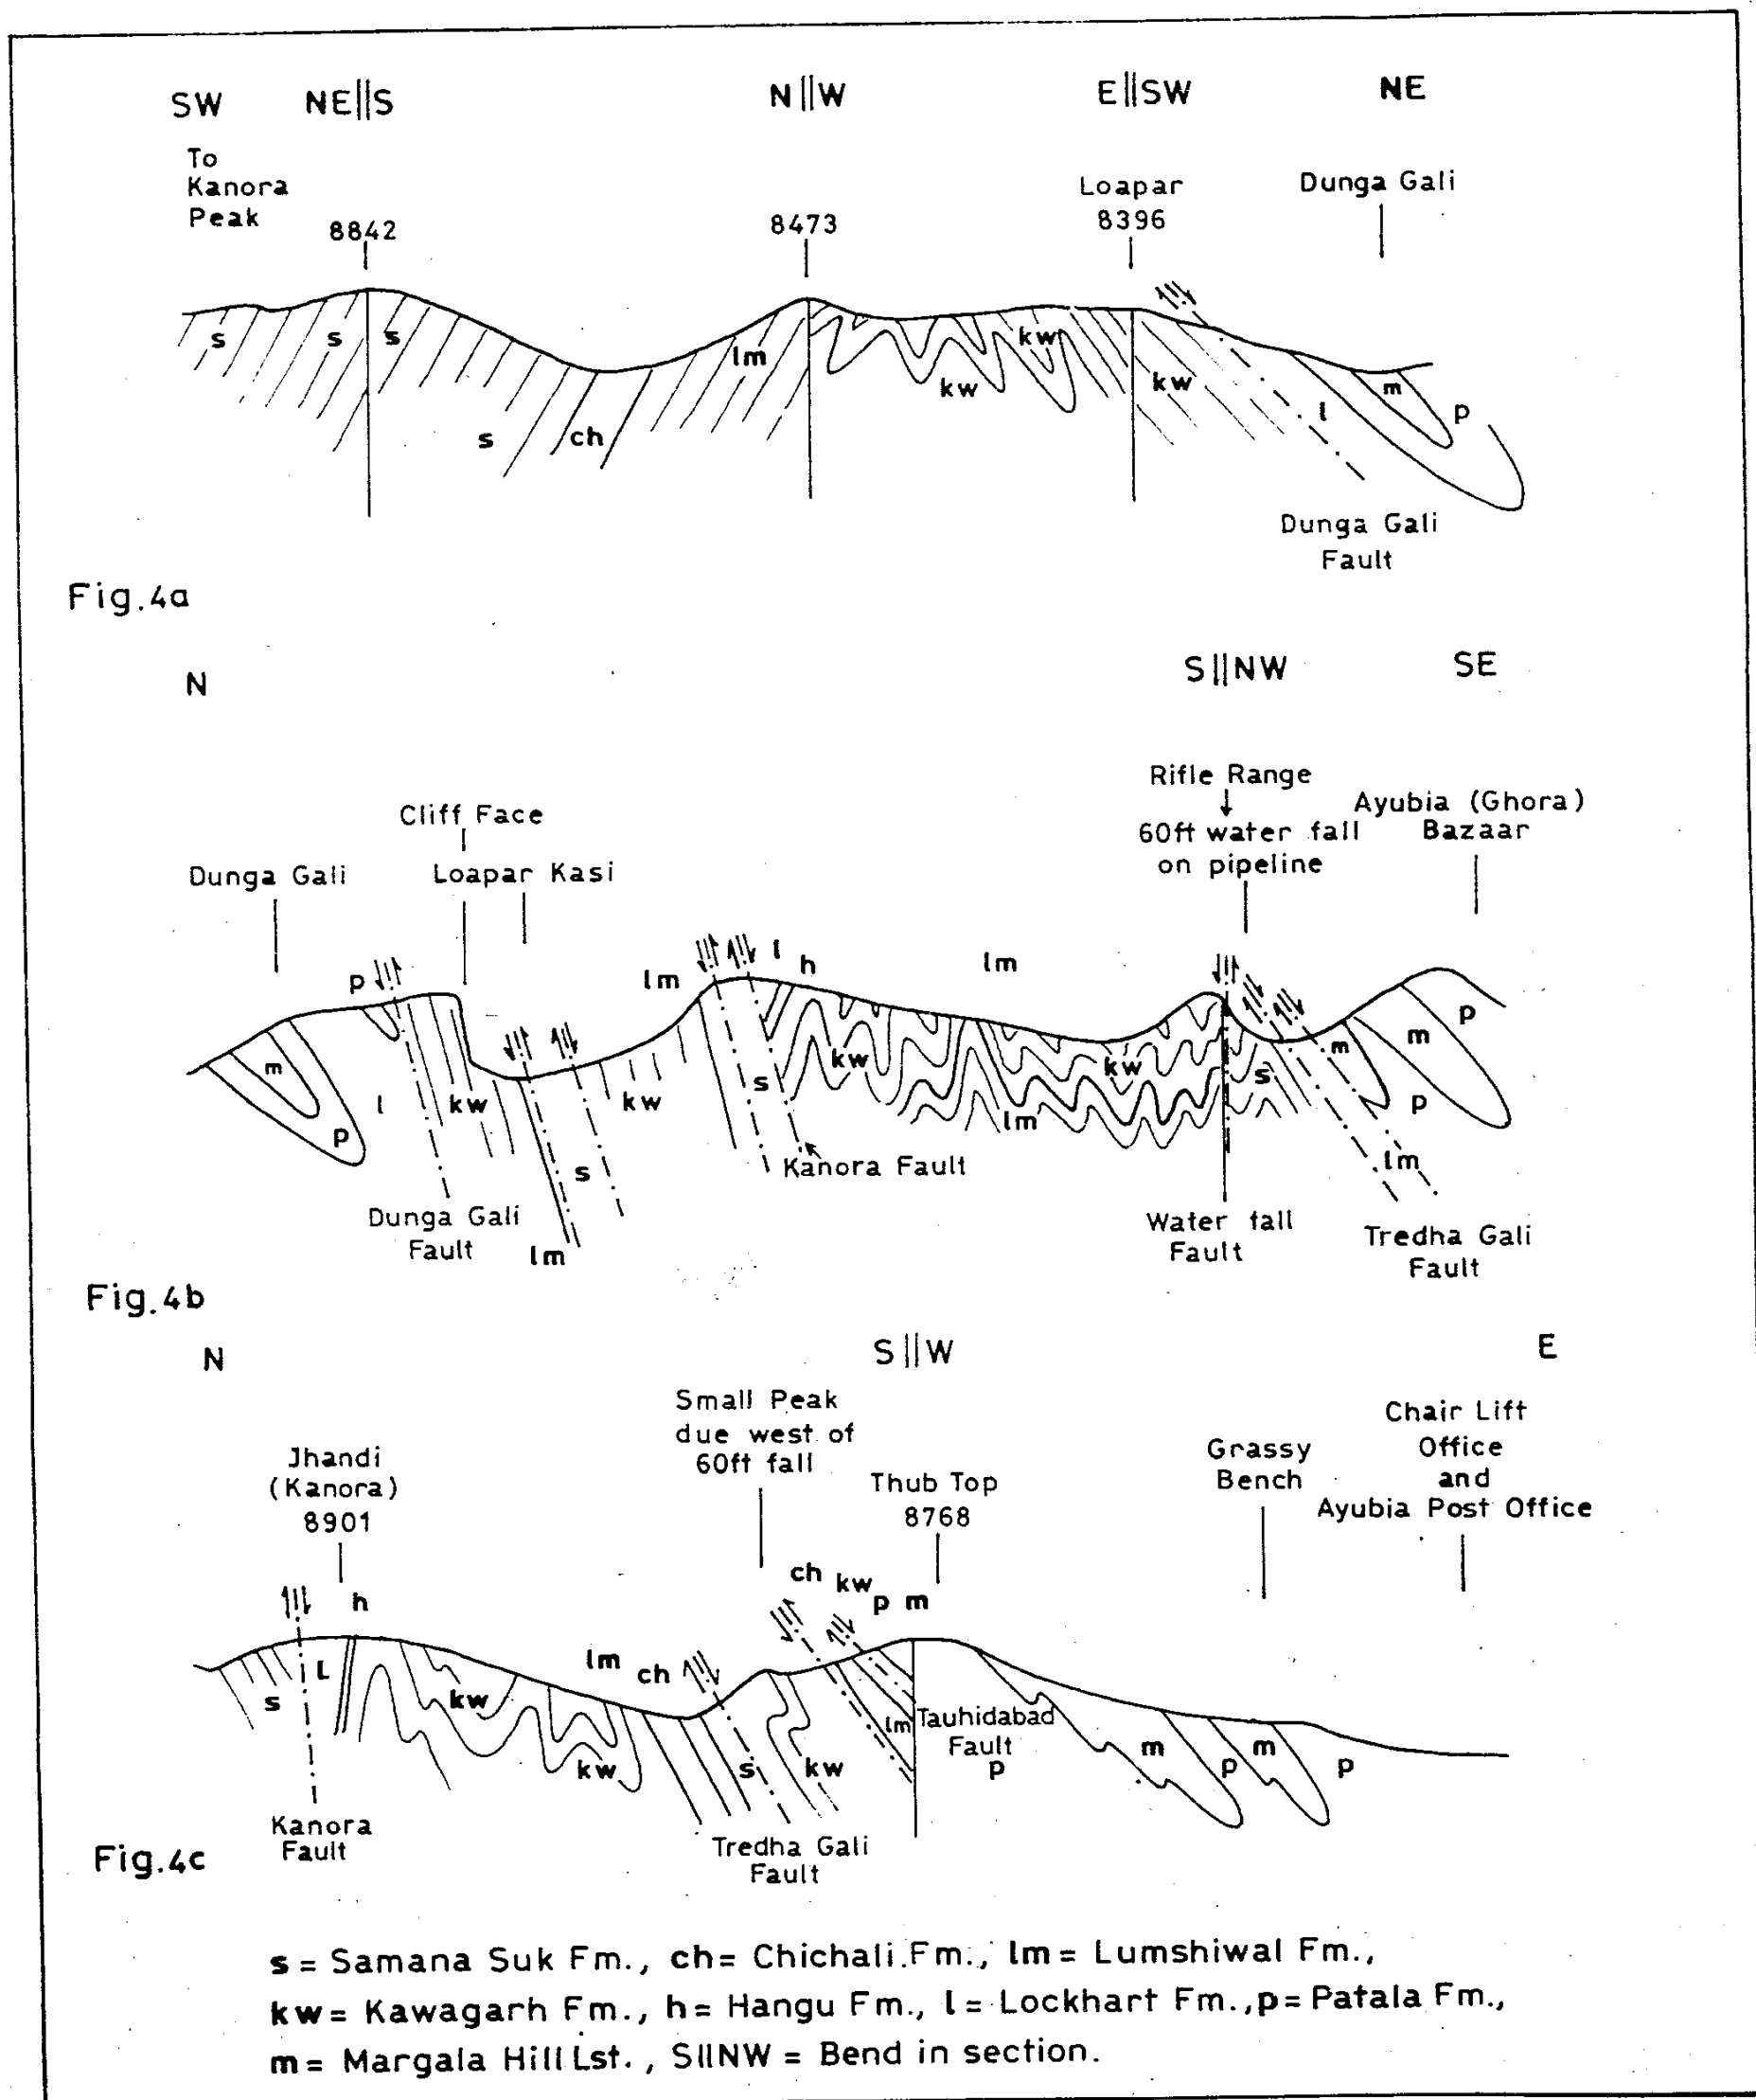 SW NE||S N||W E||SW NE
To
Kanora
Peak
8842
8473
Loapar
8396
Dunga Gali
s s s lm kw kw kw m l p
s ch
Dunga Gali
Fault
Fig.4a
N S||NW SE
Dunga Gali
Cliff Face
Loapar Kasi
Rifle Range
60ft water fall
on pipeline
Ayubia (Ghora)
Bazaar
p lm l h lm p
m l kw kw s kw kw s m m
p s lm p
lm
Kanora Fault
Dunga Gali
Fault
lm
Water fall
Fault
Tredha Gali
Fault
Fig.4b
N S||W E
Jhandi
(Kanora)
8901
Small Peak
due west of
60ft fall
Thub Top
8768
Grassy
Bench
Chair Lift
Office
and
Ayubia Post Office
h lm ch ch kw p m
s L kw lm
kw s kw p m p m p
Tauhidabad
Fault
Kanora
Fault
Tredha Gali
Fault
Fig.4c
s = Samana Suk Fm., ch= Chichali Fm., lm = Lumshiwal Fm.,
kw = Kawagarh Fm., h= Hangu Fm., l = Lockhart Fm.,p= Patala Fm.,
m = Margala Hill Lst., S||NW = Bend in section.